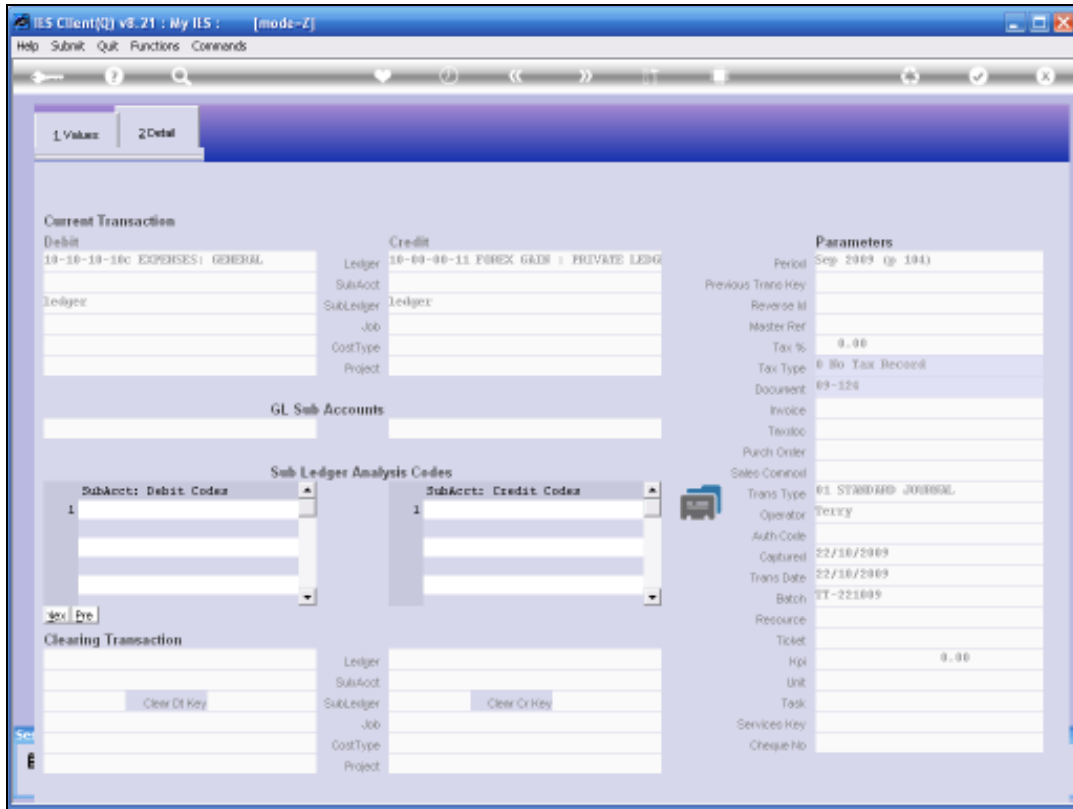 IES Client(Q) v8.21 : My IES : [mode-Z]
Help Submit Quit Functions Commands
1 Values 2 Detail
Current Transaction
Debit Credit Parameters
10-10-10-10c EXPENSES: GENERAL Ledger 10-00-00-11 FOREX GAIN : PRIVATE LEDG Period Sep 2009 (p 104)
SubAcct Previous Trans Key
ledger SubLedger ledger Reverse Id
Job Master Ref
CostType Tax % 0.00
Project Tax Type 0 No Tax Record
Document 09-126
GL Sub Accounts Invoice
Taxaloc
Purch Order
Sub Ledger Analysis Codes Sales Commod
SubAcct: Debit Codes SubAcct: Credit Codes Trans Type 01 STANDARD JOURNAL
1 1 Operator Terry
Auth Code
Captured 22/10/2009
Trans Date 22/10/2009
Batch TT-221009
Nex Pre Resource
Clearing Transaction Ticket
Ledger Kpi 0.00
SubAcct Unit
Clear Dt Key SubLedger Clear Cr Key Task
Job Services Key
CostType Cheque No
Project